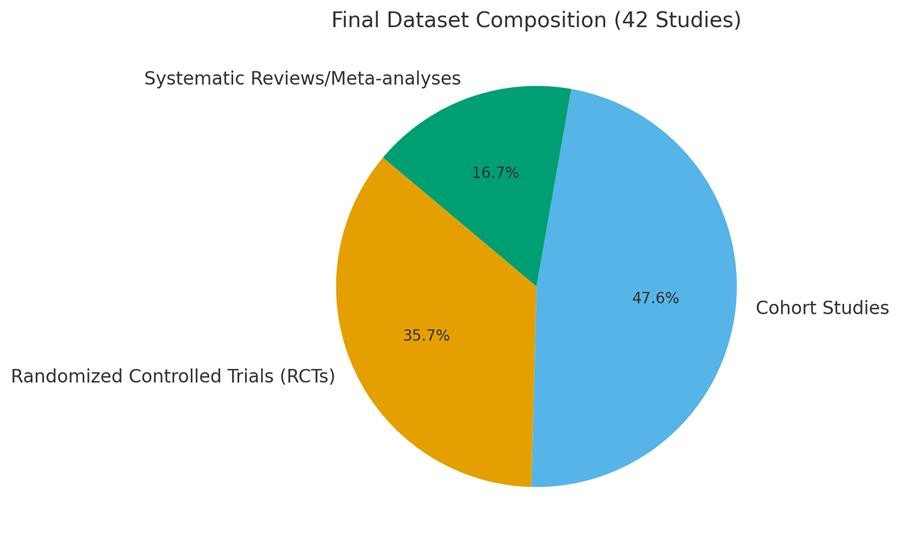 Final Dataset Composition (42 Studies)
Systematic Reviews/Meta-analyses
16.7%
47.6%
Cohort Studies
35.7%
Randomized Controlled Trials (RCTs)